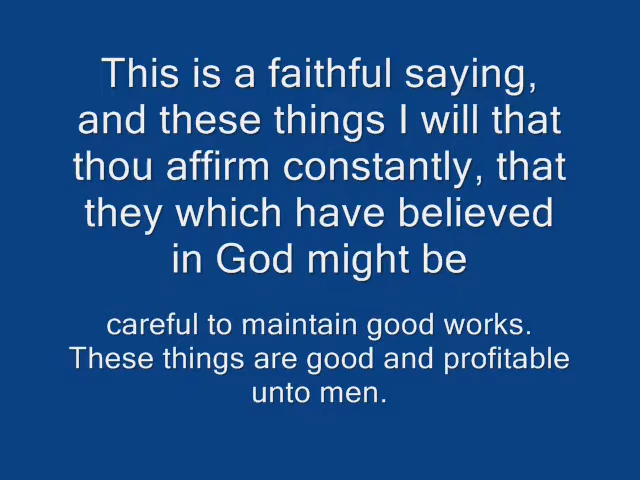 This is a faithful saying,
and these things I will that
thou affirm constantly, that
they which have believed
in God might be
careful to maintain good works.
These things are good and profitable
unto men.